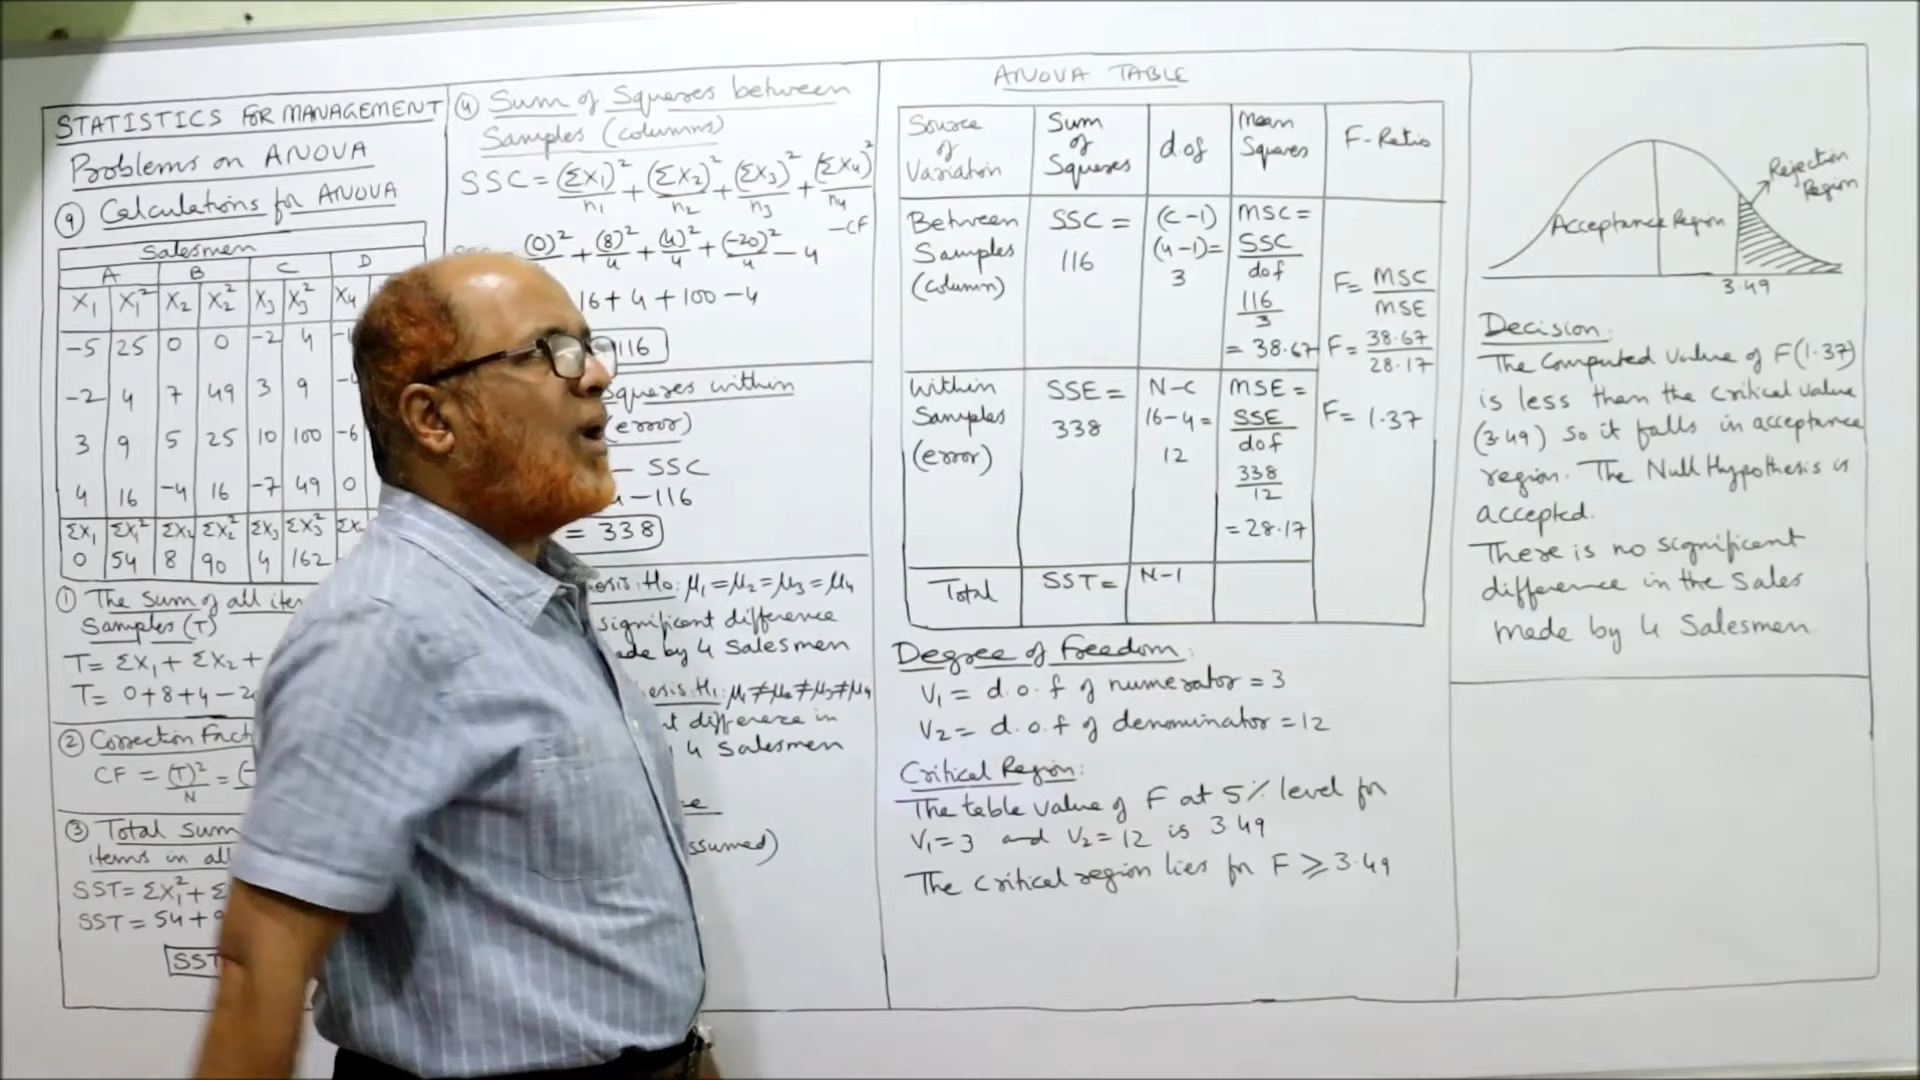 STATISTICS FOR MANAGEMENT
Problems on ANOVA
9 Calculations for ANOVA
Salesmen
A B C D
X₁ X₁² X₂ X₂² X₃ X₃² X₄
-5 25 0 0 -2 4
-2 4 7 49 3 9
3 9 5 25 10 100 -6
4 16 -4 16 -7 49 0
ΣX₁ ΣX₁² ΣX₂ ΣX₂² ΣX₃ ΣX₃²
0 54 8 90 4 162
① The Sum of all
Samples (T)
T = ΣX₁ + ΣX₂ +
T = 0+8+4-2
② Correction
CF = (T)²/N =
③ Total Sum
items in all
SST = ΣX₁² +
SST = 54 +
SST
④ Sum of Squares between
Samples (columns)
SSC = (ΣX₁)²/n₁ + (ΣX₂)²/n₂ + (ΣX₃)²/n₃ + (ΣX₄)²/n₄
-CF
(0)² + (8)²/4 + (4)²/4 + (-20)²/4 - 4
16 + 4 + 100 - 4
116
Squares within
(error)
- SSC
-116
= 338
H₀: μ₁ = μ₂ = μ₃ = μ₄
significant difference
by 4 Salesmen
H₁: μ₁ ≠ μ₂ ≠ μ₃ ≠ μ₄
difference in
4 Salesmen
ANOVA TABLE
Source of Variation
Sum of Squares
d.of
Mean Squares
F-Ratio
Between Samples (column)
SSC = 116
(C-1) (4-1)= 3
MSC = SSC/dof
116/3
= 38.67
Within Samples (error)
SSE = 338
N-C 16-4= 12
MSE = SSE/dof
338/12
= 28.17
F = MSC/MSE
F = 38.67/28.17
F = 1.37
Total SST = N-1
Degree of Freedom:
V₁ = d.o.f of numerator = 3
V₂ = d.o.f of denominator = 12
Critical Region:
The table value of F at 5% level for
V₁=3 and V₂=12 is 3.49
The Critical region lies for F ⩾ 3.49
Rejection
Region
Acceptance Region
3.49
Decision:
The Computed value of F(1.37)
is less than the critical value
(3.49) so it falls in acceptance
region. The Null Hypothesis is
accepted.
There is no significant
difference in the sales
made by 4 Salesmen.